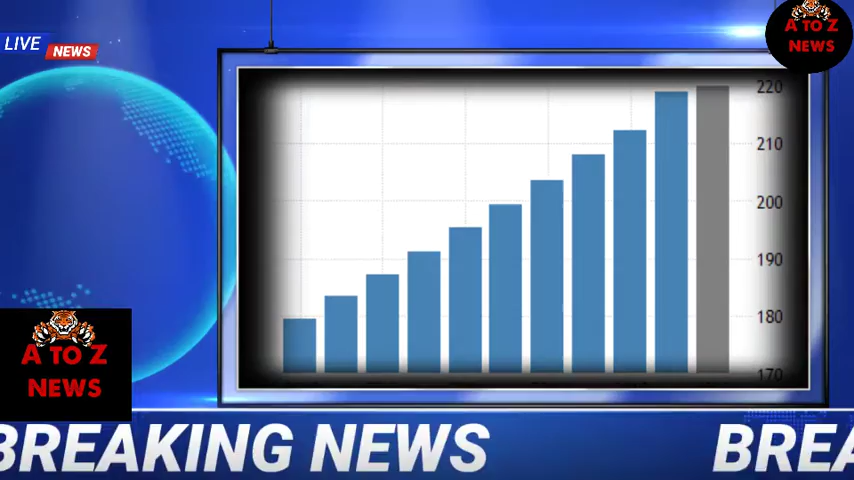 LIVE
NEWS
A TO Z
NEWS
220
210
200
190
180
170
A TO Z
NEWS
BREAKING NEWS
BREA